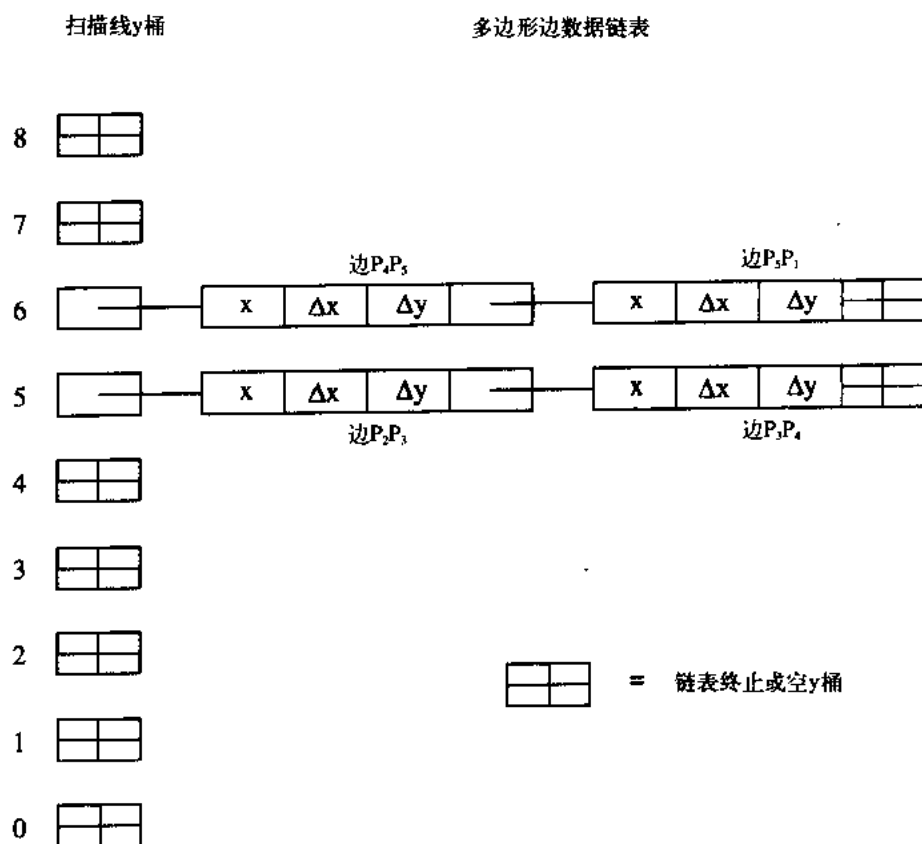 扫描线y桶 多边形边数据链表
8
7
边P₄P₅ 边P₅P₁
6 x Δx Δy x Δx Δy
5 x Δx Δy x Δx Δy
边P₂P₃ 边P₃P₄
4
3
2
= 链表终止或空y桶
1
0